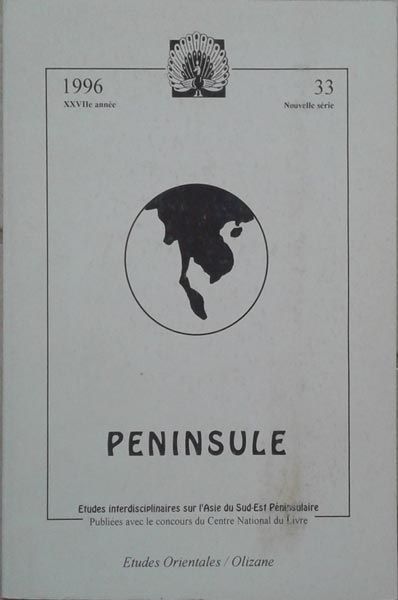 1996
XXVIIe année
33
Nouvelle série
PENINSULE
Etudes interdisciplinaires sur l'Asie du Sud-Est Péninsulaire
Publiées avec le concours du Centre National du Livre
Etudes Orientales / Olizane